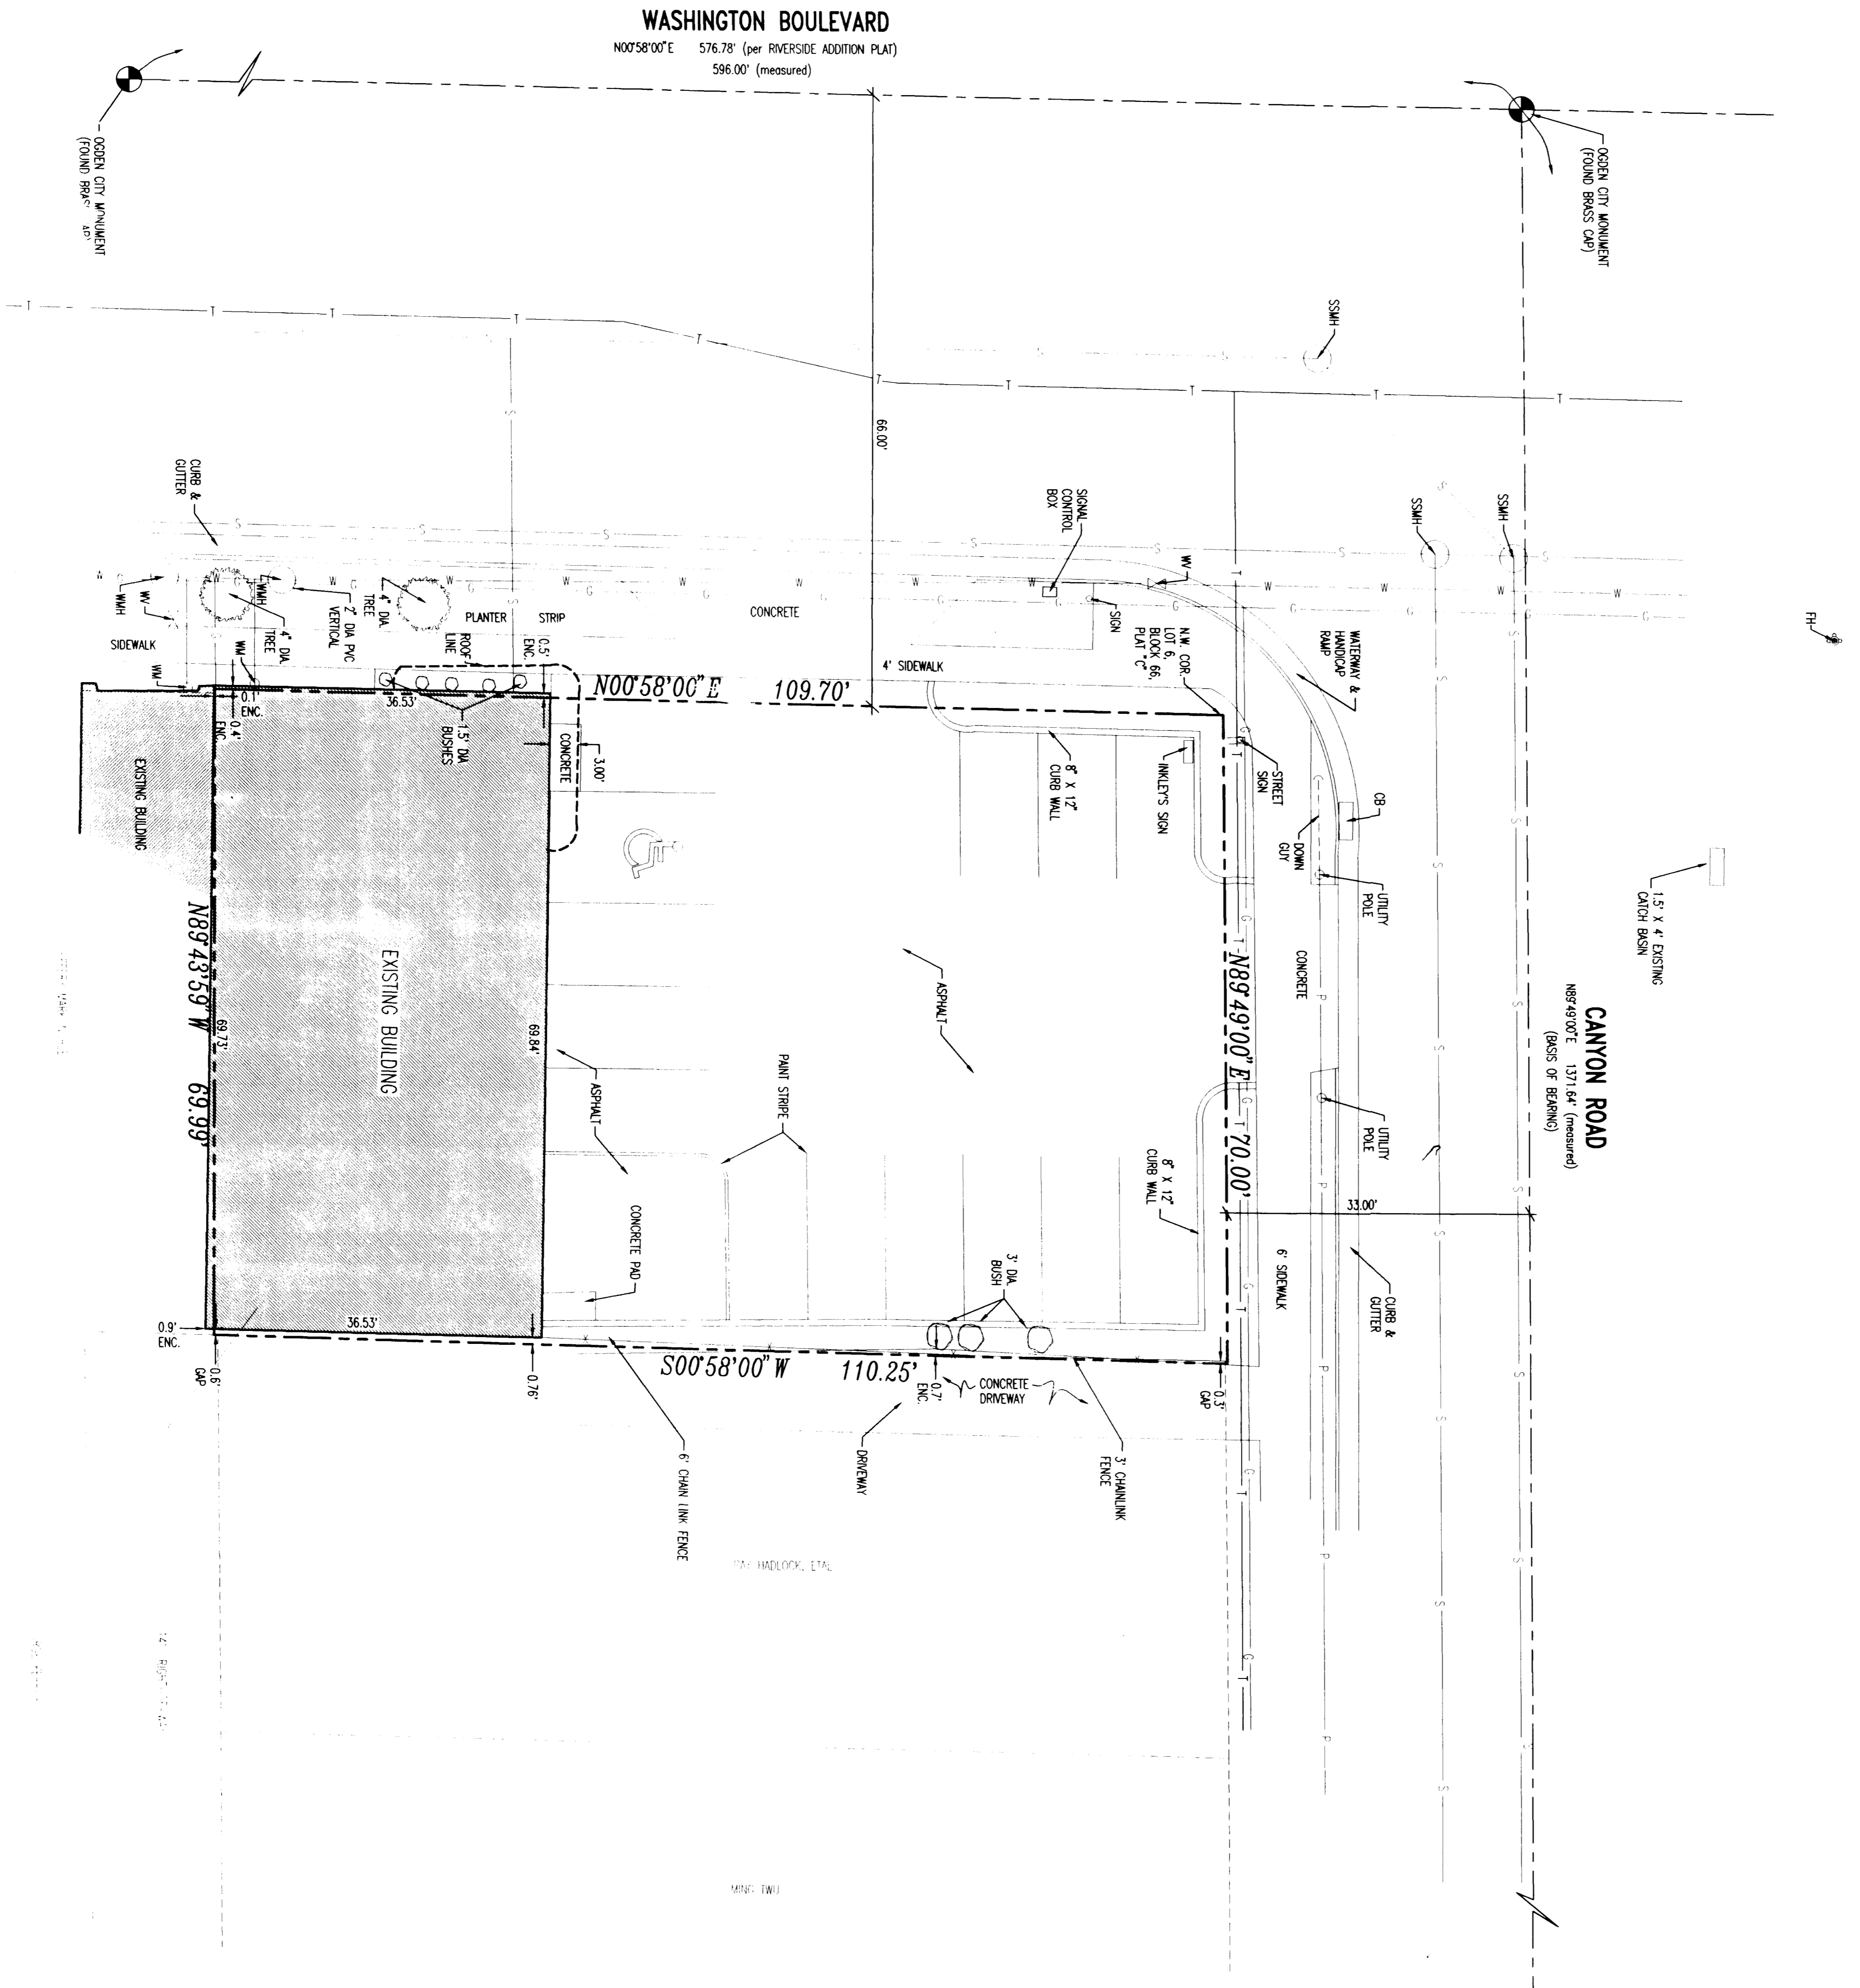 WASHINGTON BOULEVARD
N00°58'00"E 576.78' (per RIVERSIDE ADDITION PLAT)
596.00' (measured)
OGDEN CITY MONUMENT
(FOUND BRASS CAP)
OGDEN CITY MONUMENT
(FOUND
SSMH
66.00'
CURB &
GUTTER
SIGNAL
CONTROL
BOX
SSMH
SSMH
WV
SIGN
N.W. COR.
LOT 6,
BLOCK 66,
PLAT "C"
WATERWAY &
HANDICAP
RAMP
FH
WMH
WV
WMH
SIDEWALK
WM
WM
4" DIA.
TREE
2" DIA PVC
VERTICAL
4" DIA.
TREE
PLANTER STRIP
CONCRETE
ROOF
LINE
0.5'
ENC.
4' SIDEWALK
N00°58'00"E 109.70'
0.1'
ENC.
0.4'
ENC.
36.53'
1.5' DIA
BUSHES
CONCRETE
3.00'
8" X 12"
CURB WALL
INKLEY'S SIGN
STREET
SIGN
DOWN
GUY
CB
UTILITY
POLE
1.5' X 4' EXISTING
CATCH BASIN
EXISTING BUILDING
CANYON ROAD
N89°49'00"E 1371.64' (measured)
(BASIS OF BEARING)
CONCRETE
N89°49'00"E 70.00'
ASPHALT
EXISTING BUILDING
N89°43'59"W 69.99'
69.73'
69.84'
ASPHALT
PAINT STRIPE
UTILITY
POLE
8" X 12"
CURB WALL
33.00'
6' SIDEWALK
CURB &
GUTTER
CONCRETE PAD
3' DIA.
BUSH
36.53'
0.9'
ENC.
0.6'
GAP
0.76'
S00°58'00"W 110.25'
0.7'
ENC.
CONCRETE
DRIVEWAY
0.3'
GAP
DRIVEWAY
6' CHAIN LINK FENCE
3' CHAINLINK
FENCE
HADLOCK, ETAL
MING TWU